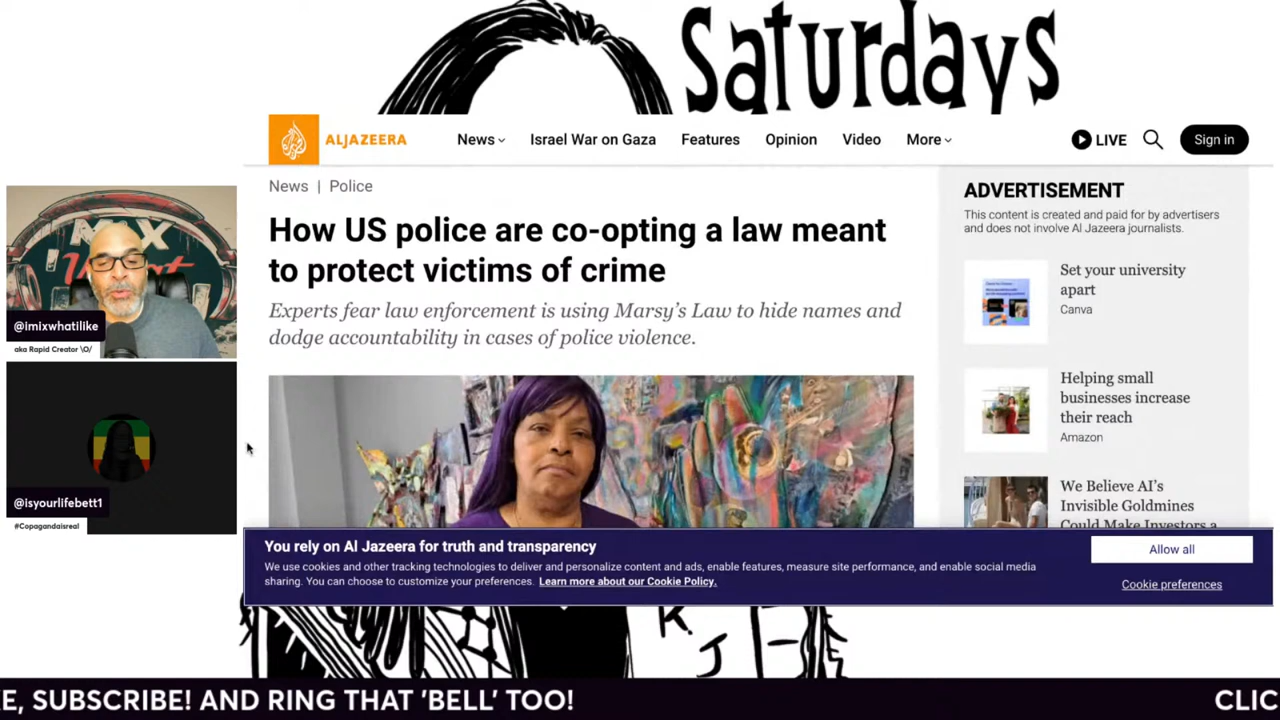 Saturdays
ALJAZEERA
News
Israel War on Gaza
Features
Opinion
Video
More
LIVE
Sign in
News | Police
How US police are co-opting a law meant
to protect victims of crime
Experts fear law enforcement is using Marsy's Law to hide names and
dodge accountability in cases of police violence.
ADVERTISEMENT
This content is created and paid for by advertisers
and does not involve Al Jazeera journalists.
Set your university
apart
Canva
Helping small
businesses increase
their reach
Amazon
We Believe AI's
Invisible Goldmines
Could Make Investors a
@imixwhatilike
aka Rapid Creator \O/
@isyourlifebett1
#Copagandaisreal
You rely on Al Jazeera for truth and transparency
We use cookies and other tracking technologies to deliver and personalize content and ads, enable features, measure site performance, and enable social media
sharing. You can choose to customize your preferences. Learn more about our Cookie Policy.
Allow all
Cookie preferences
E, SUBSCRIBE! AND RING THAT 'BELL' TOO!
CLIC